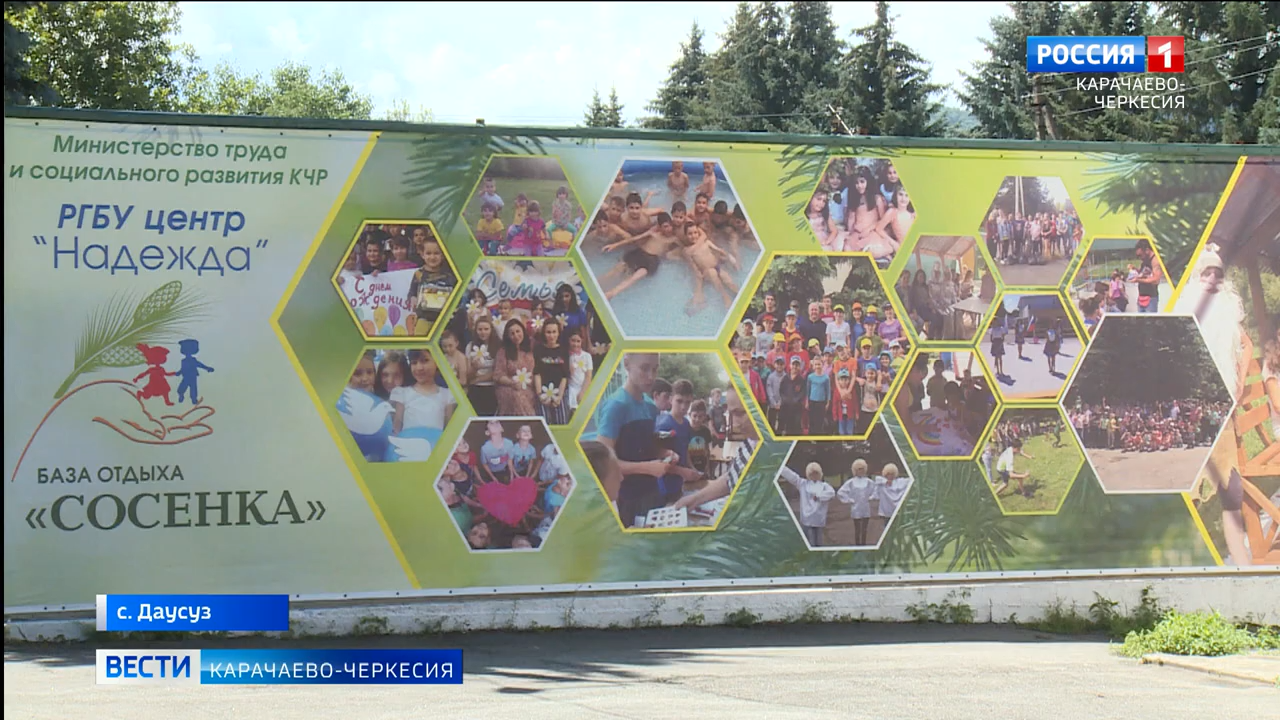 РОССИЯ 1
КАРАЧАЕВО-
ЧЕРКЕСИЯ
Министерство труда
и социального развития КЧР
РГБУ центр
"Надежда"
БАЗА ОТДЫХА
«СОСЕНКА»
С днем
рождения
Семья
с. Даусуз
ВЕСТИ КАРАЧАЕВО-ЧЕРКЕСИЯ